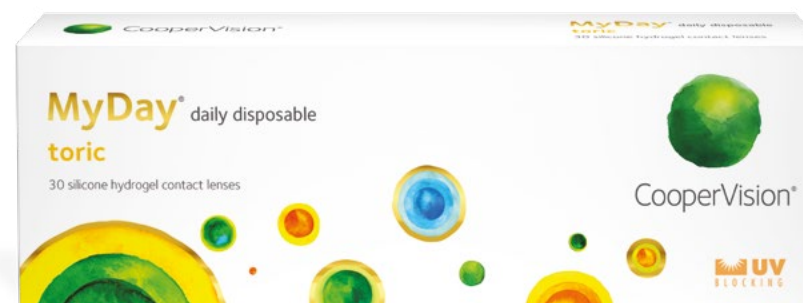 CooperVision®
MyDay® daily disposable
toric
30 silicone hydrogel contact lenses
MyDay® daily disposable
toric
30 silicone hydrogel contact lenses
CooperVision®
UV
BLOCKING